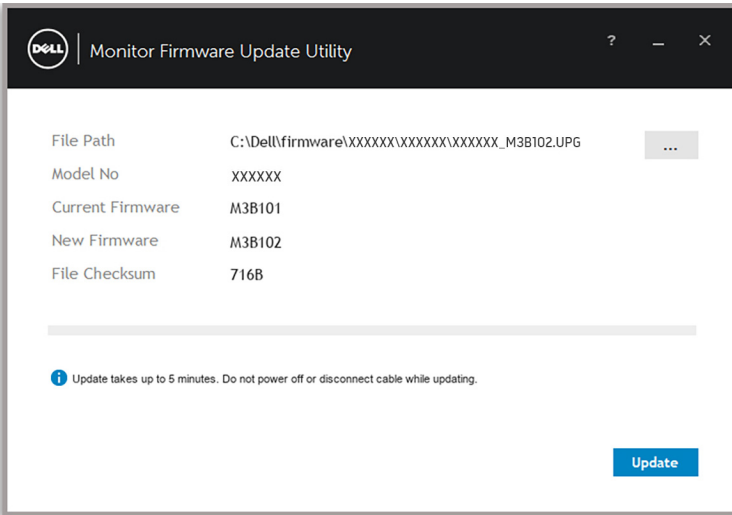 DELL Monitor Firmware Update Utility ? _ X
File Path C:\Dell\firmware\XXXXXX\XXXXXX\XXXXXX_M3B102.UPG ...
Model No XXXXXX
Current Firmware M3B101
New Firmware M3B102
File Checksum 716B
i Update takes up to 5 minutes. Do not power off or disconnect cable while updating.
Update